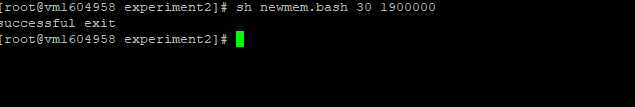 [root@vm1604958 experiment2]# sh newmem.bash 30 1900000
successful exit
[root@vm1604958 experiment2]#